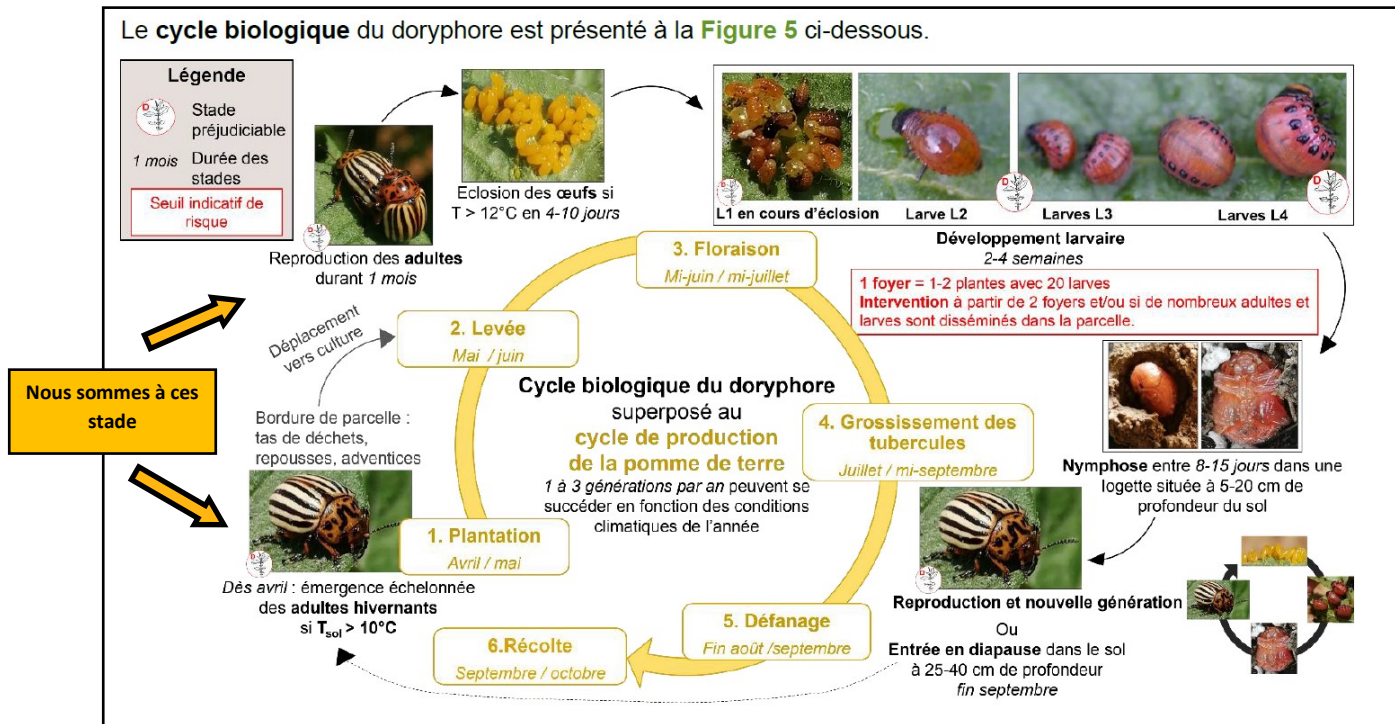 Le cycle biologique du doryphore est présenté à la Figure 5 ci-dessous.
Légende
D
Stade
préjudiciable
1 mois
Durée des
stades
Seuil indicatif de
risque
Reproduction des adultes
durant 1 mois
Eclosion des œufs si
T > 12°C en 4-10 jours
L1 en cours d'éclosion
Larve L2
Larves L3
Larves L4
Développement larvaire
2-4 semaines
1 foyer = 1-2 plantes avec 20 larves
Intervention à partir de 2 foyers et/ou si de nombreux adultes et
larves sont disséminés dans la parcelle.
3. Floraison
Mi-juin / mi-juillet
2. Levée
Mai / juin
Déplacement
vers culture
Nous sommes à ces
stade
Bordure de parcelle :
tas de déchets,
repousses, adventices
Cycle biologique du doryphore
superposé au
cycle de production
de la pomme de terre
1 à 3 générations par an peuvent se
succéder en fonction des conditions
climatiques de l'année
4. Grossissement des
tubercules
Juillet / mi-septembre
Nymphose entre 8-15 jours dans une
logette située à 5-20 cm de
profondeur du sol
1. Plantation
Avril / mai
Dès avril : émergence échelonnée
des adultes hivernants
si Tsol > 10°C
Reproduction et nouvelle génération
Ou
Entrée en diapause dans le sol
à 25-40 cm de profondeur
fin septembre
5. Défanage
Fin août /septembre
6.Récolte
Septembre / octobre